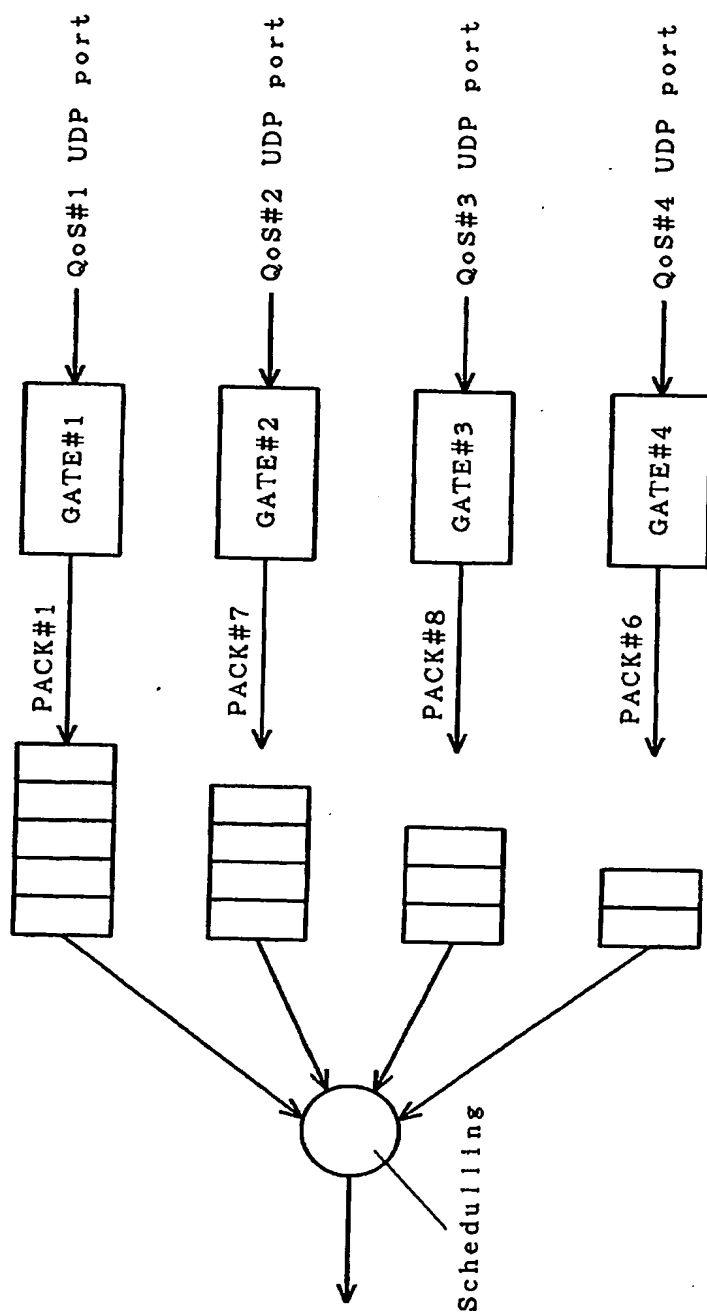 QoS#1 UDP port
QoS#2 UDP port
QoS#3 UDP port
QoS#4 UDP port
GATE#1
GATE#2
GATE#3
GATE#4
PACK#1
PACK#7
PACK#8
PACK#6
Schedulling